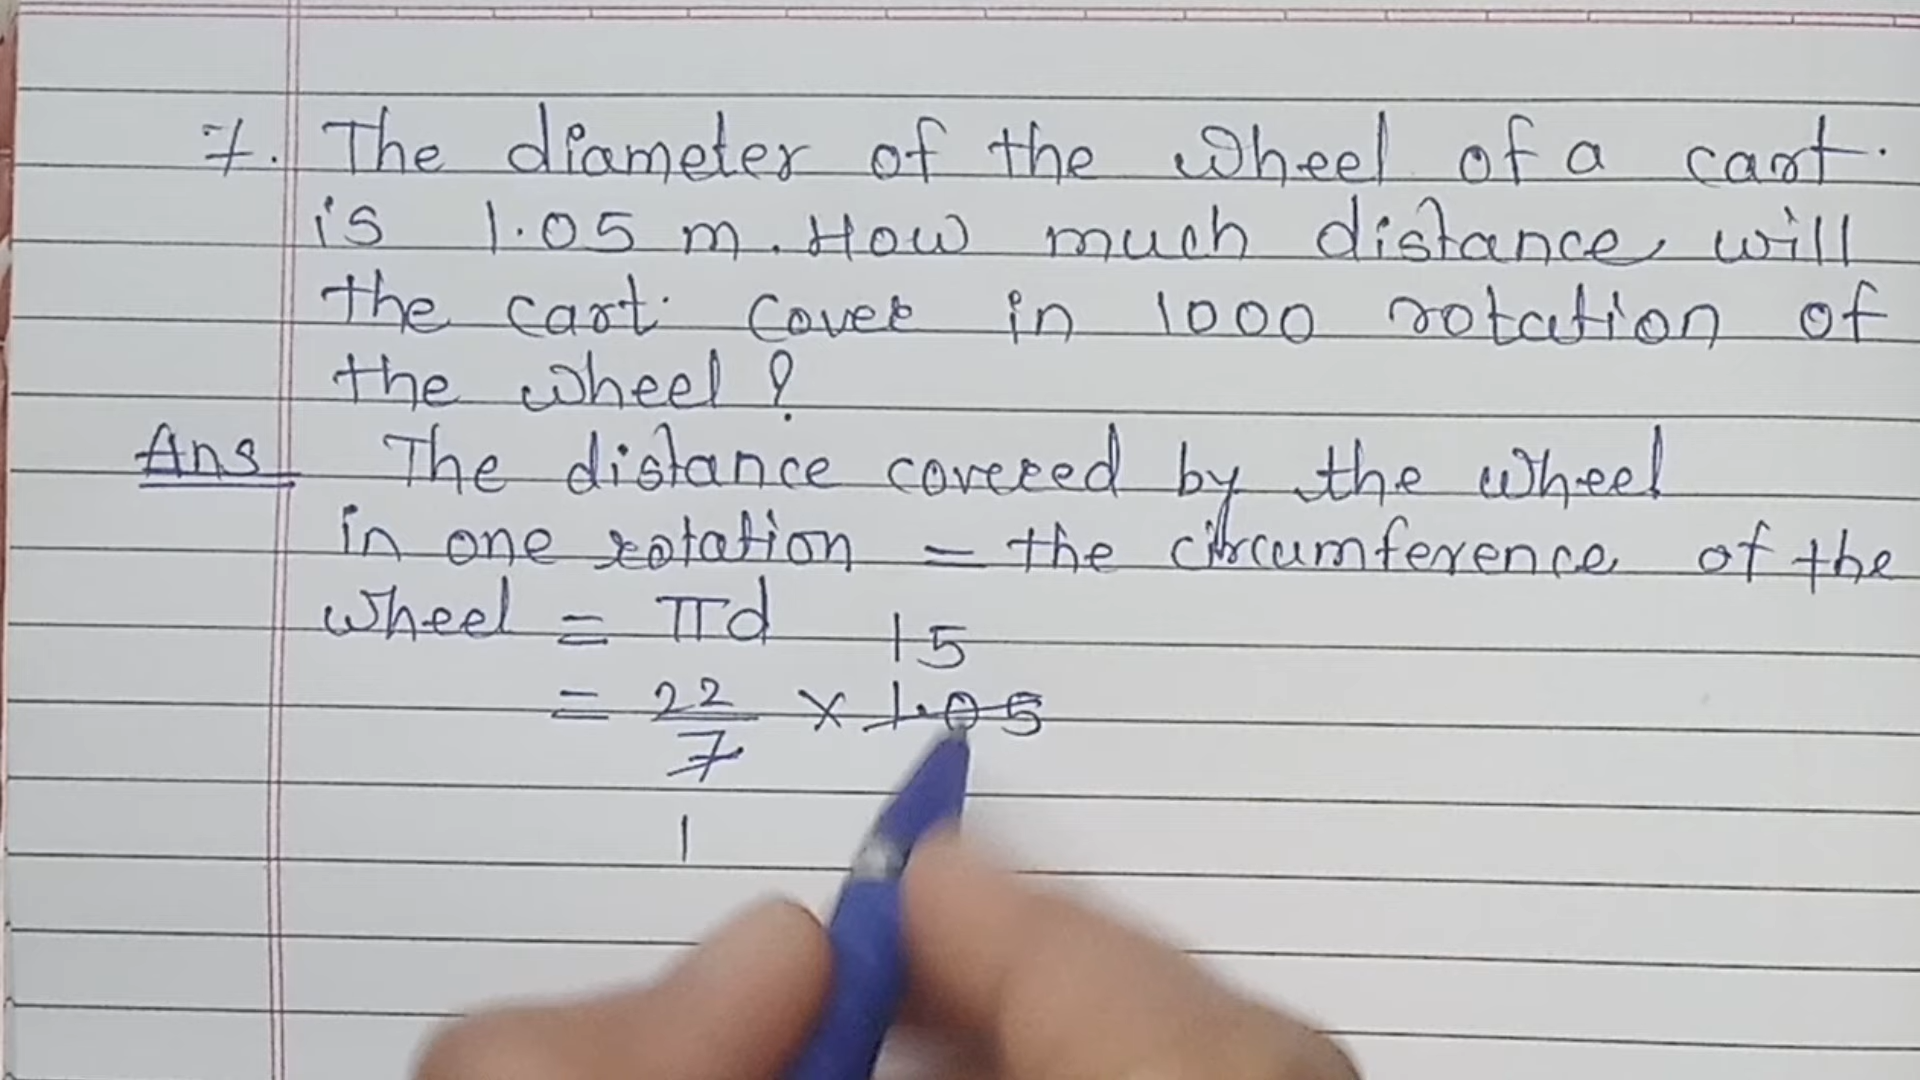 7. The diameter of the wheel of a cart
is 1.05 m. How much distance will
the cart cover in 1000 rotation of
the wheel?
Ans The distance covered by the wheel
in one rotation = the circumference of the
wheel = πd
15
= 22/7 × 1.05
1